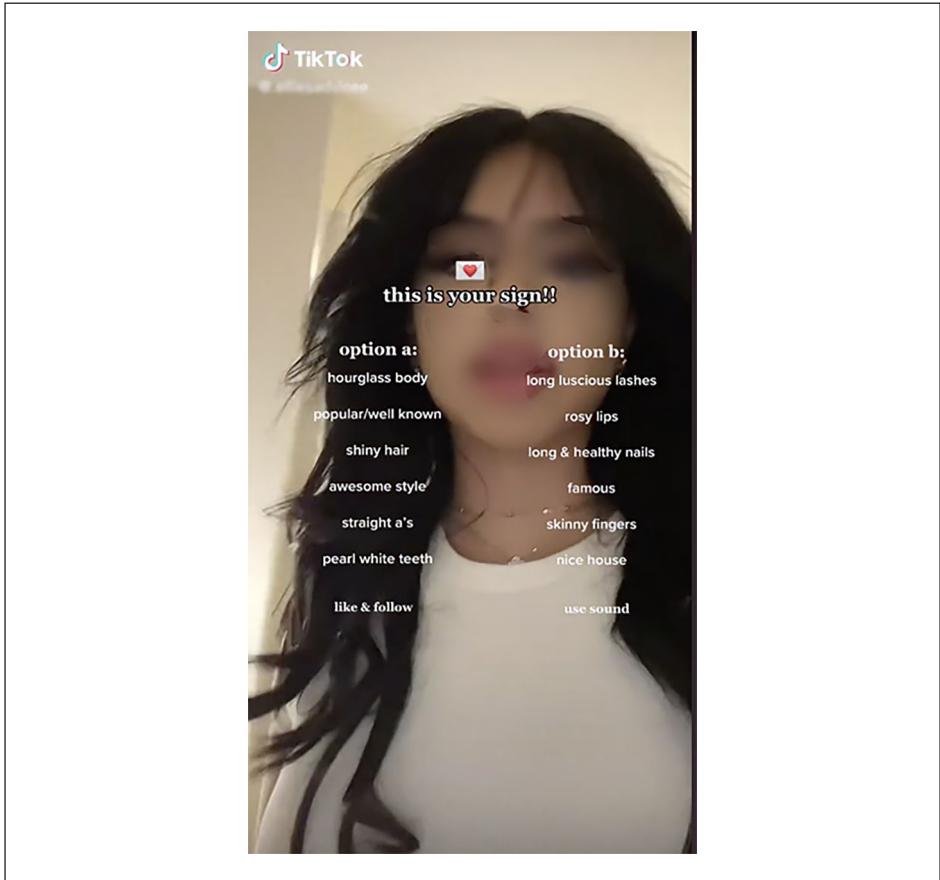 TikTok
this is your sign!!
option a:
hourglass body
popular/well known
shiny hair
awesome style
straight a's
pearl white teeth
like & follow
option b:
long luscious lashes
rosy lips
long & healthy nails
famous
skinny fingers
nice house
use sound